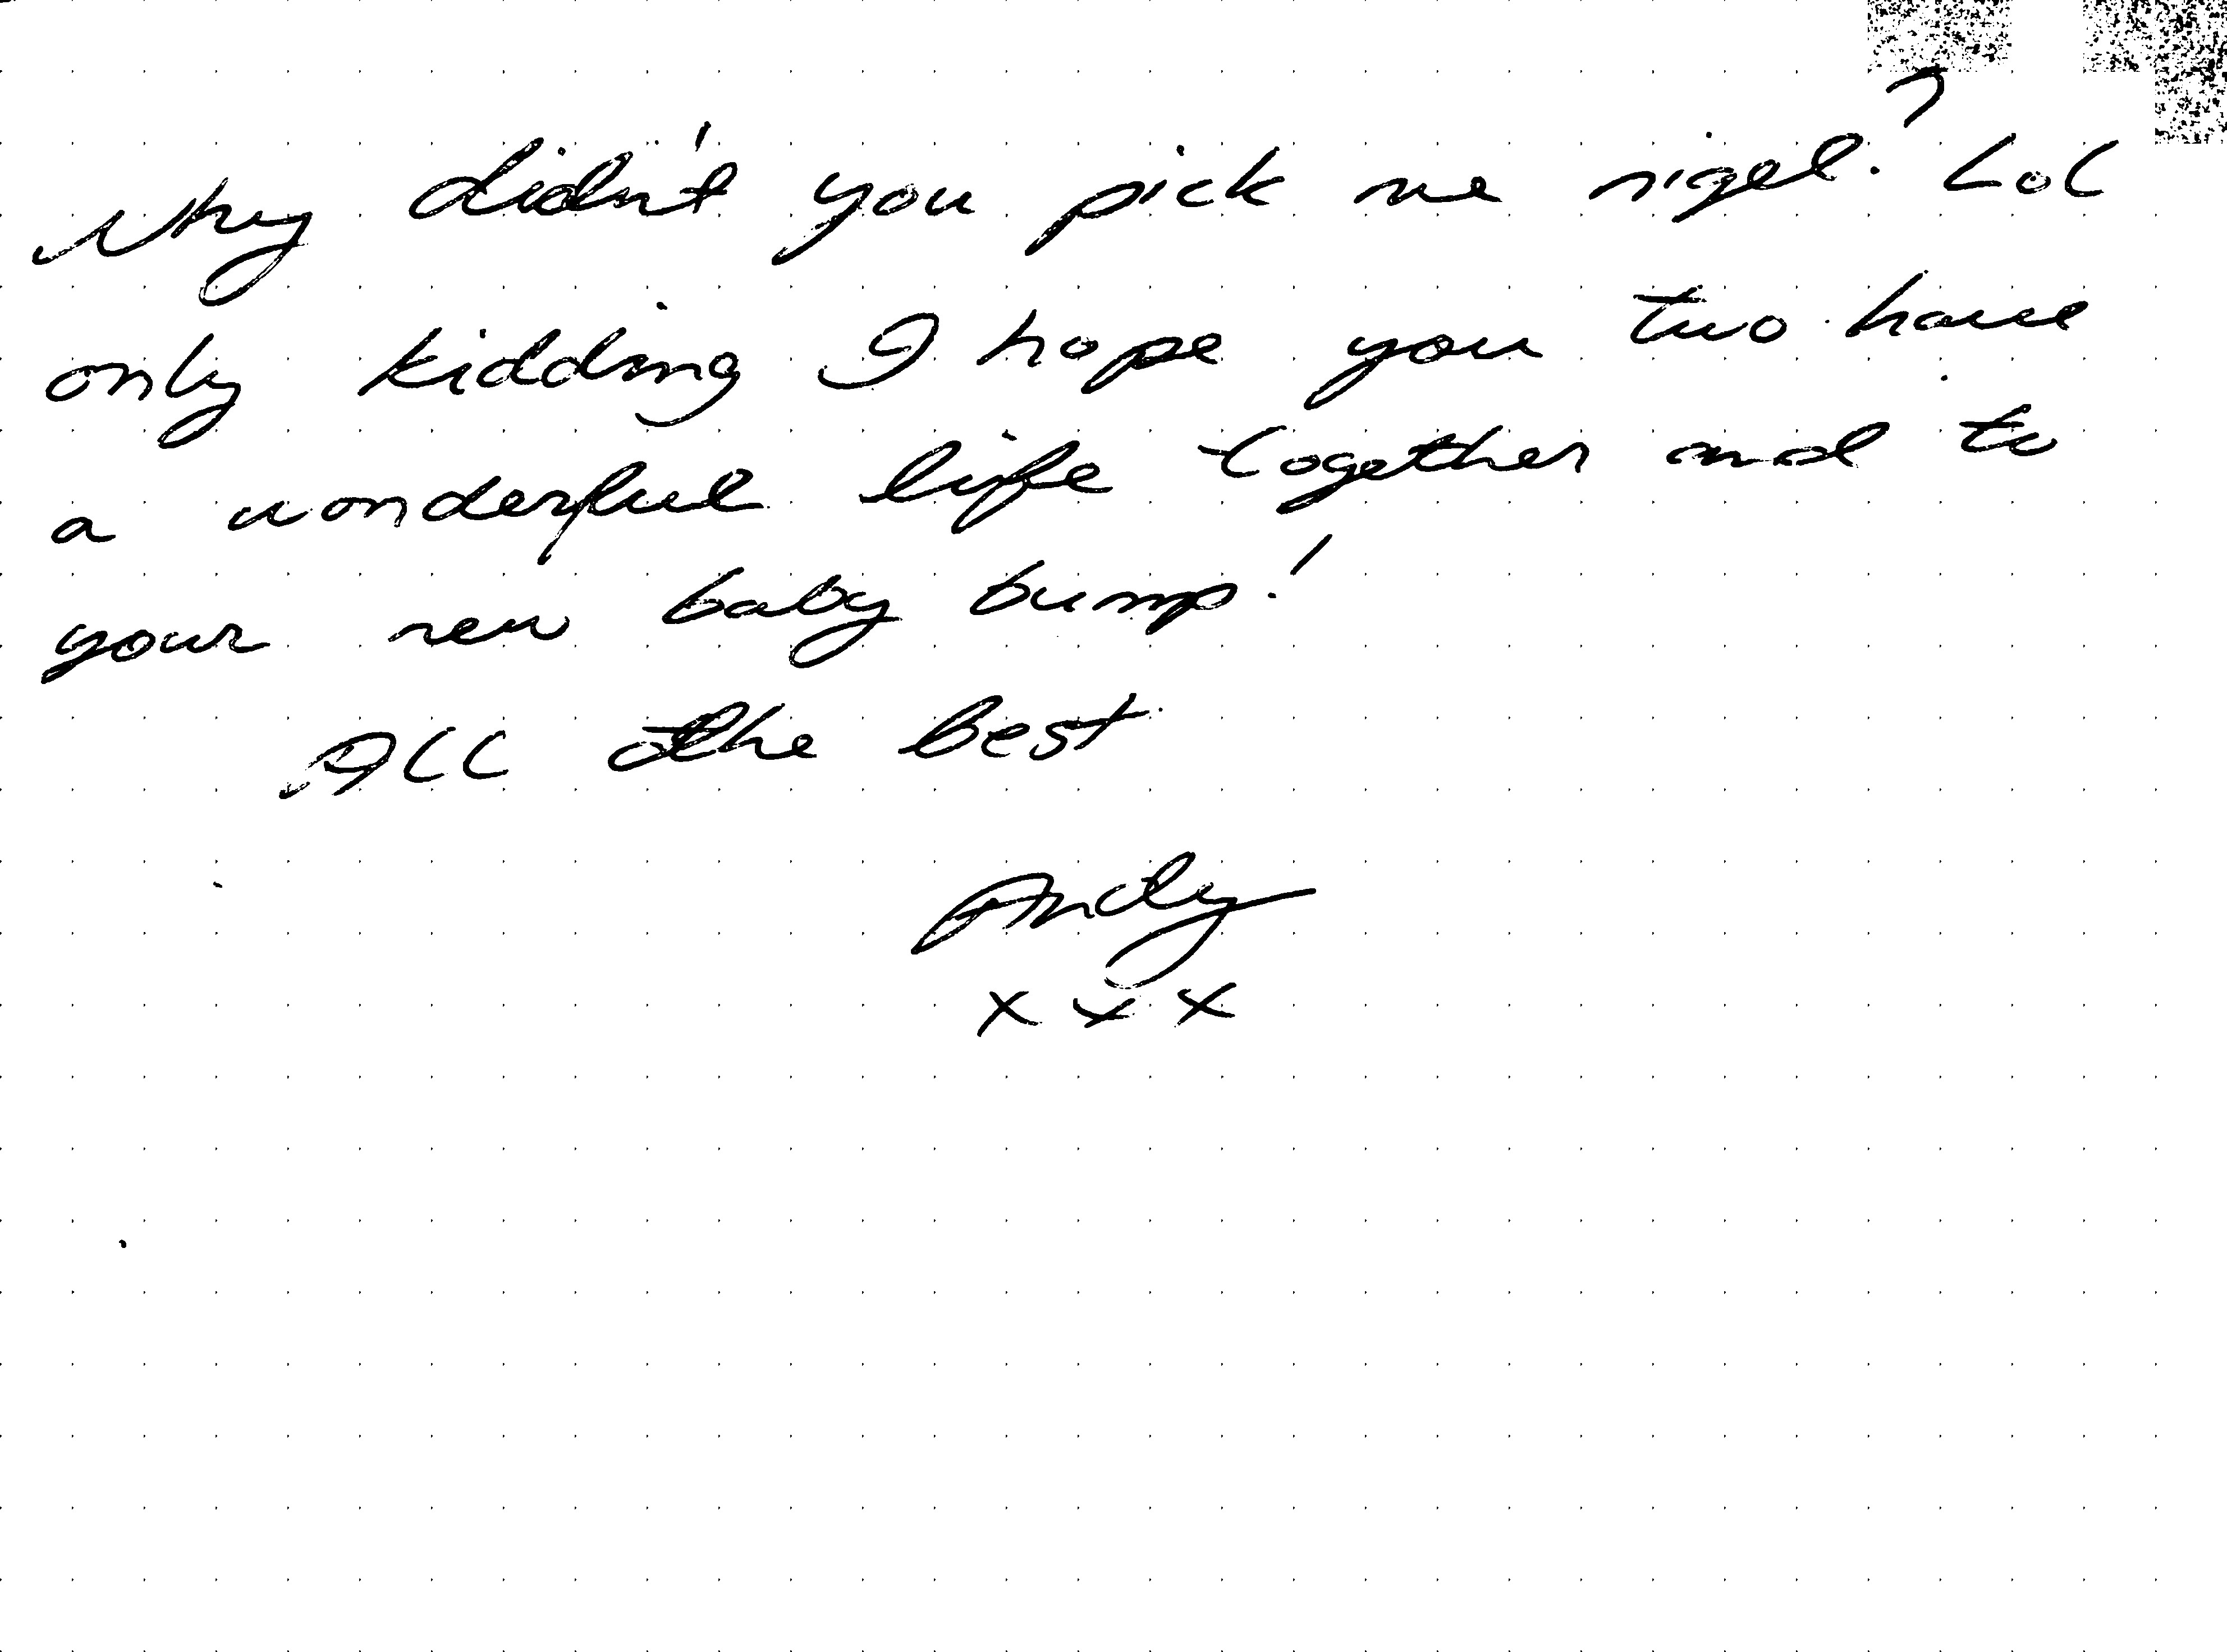 Why didn't you pick me nigel? Lol
only kidding I hope you two have
a wonderful life together and to
your new baby bump!
All the best
Andy
x x x